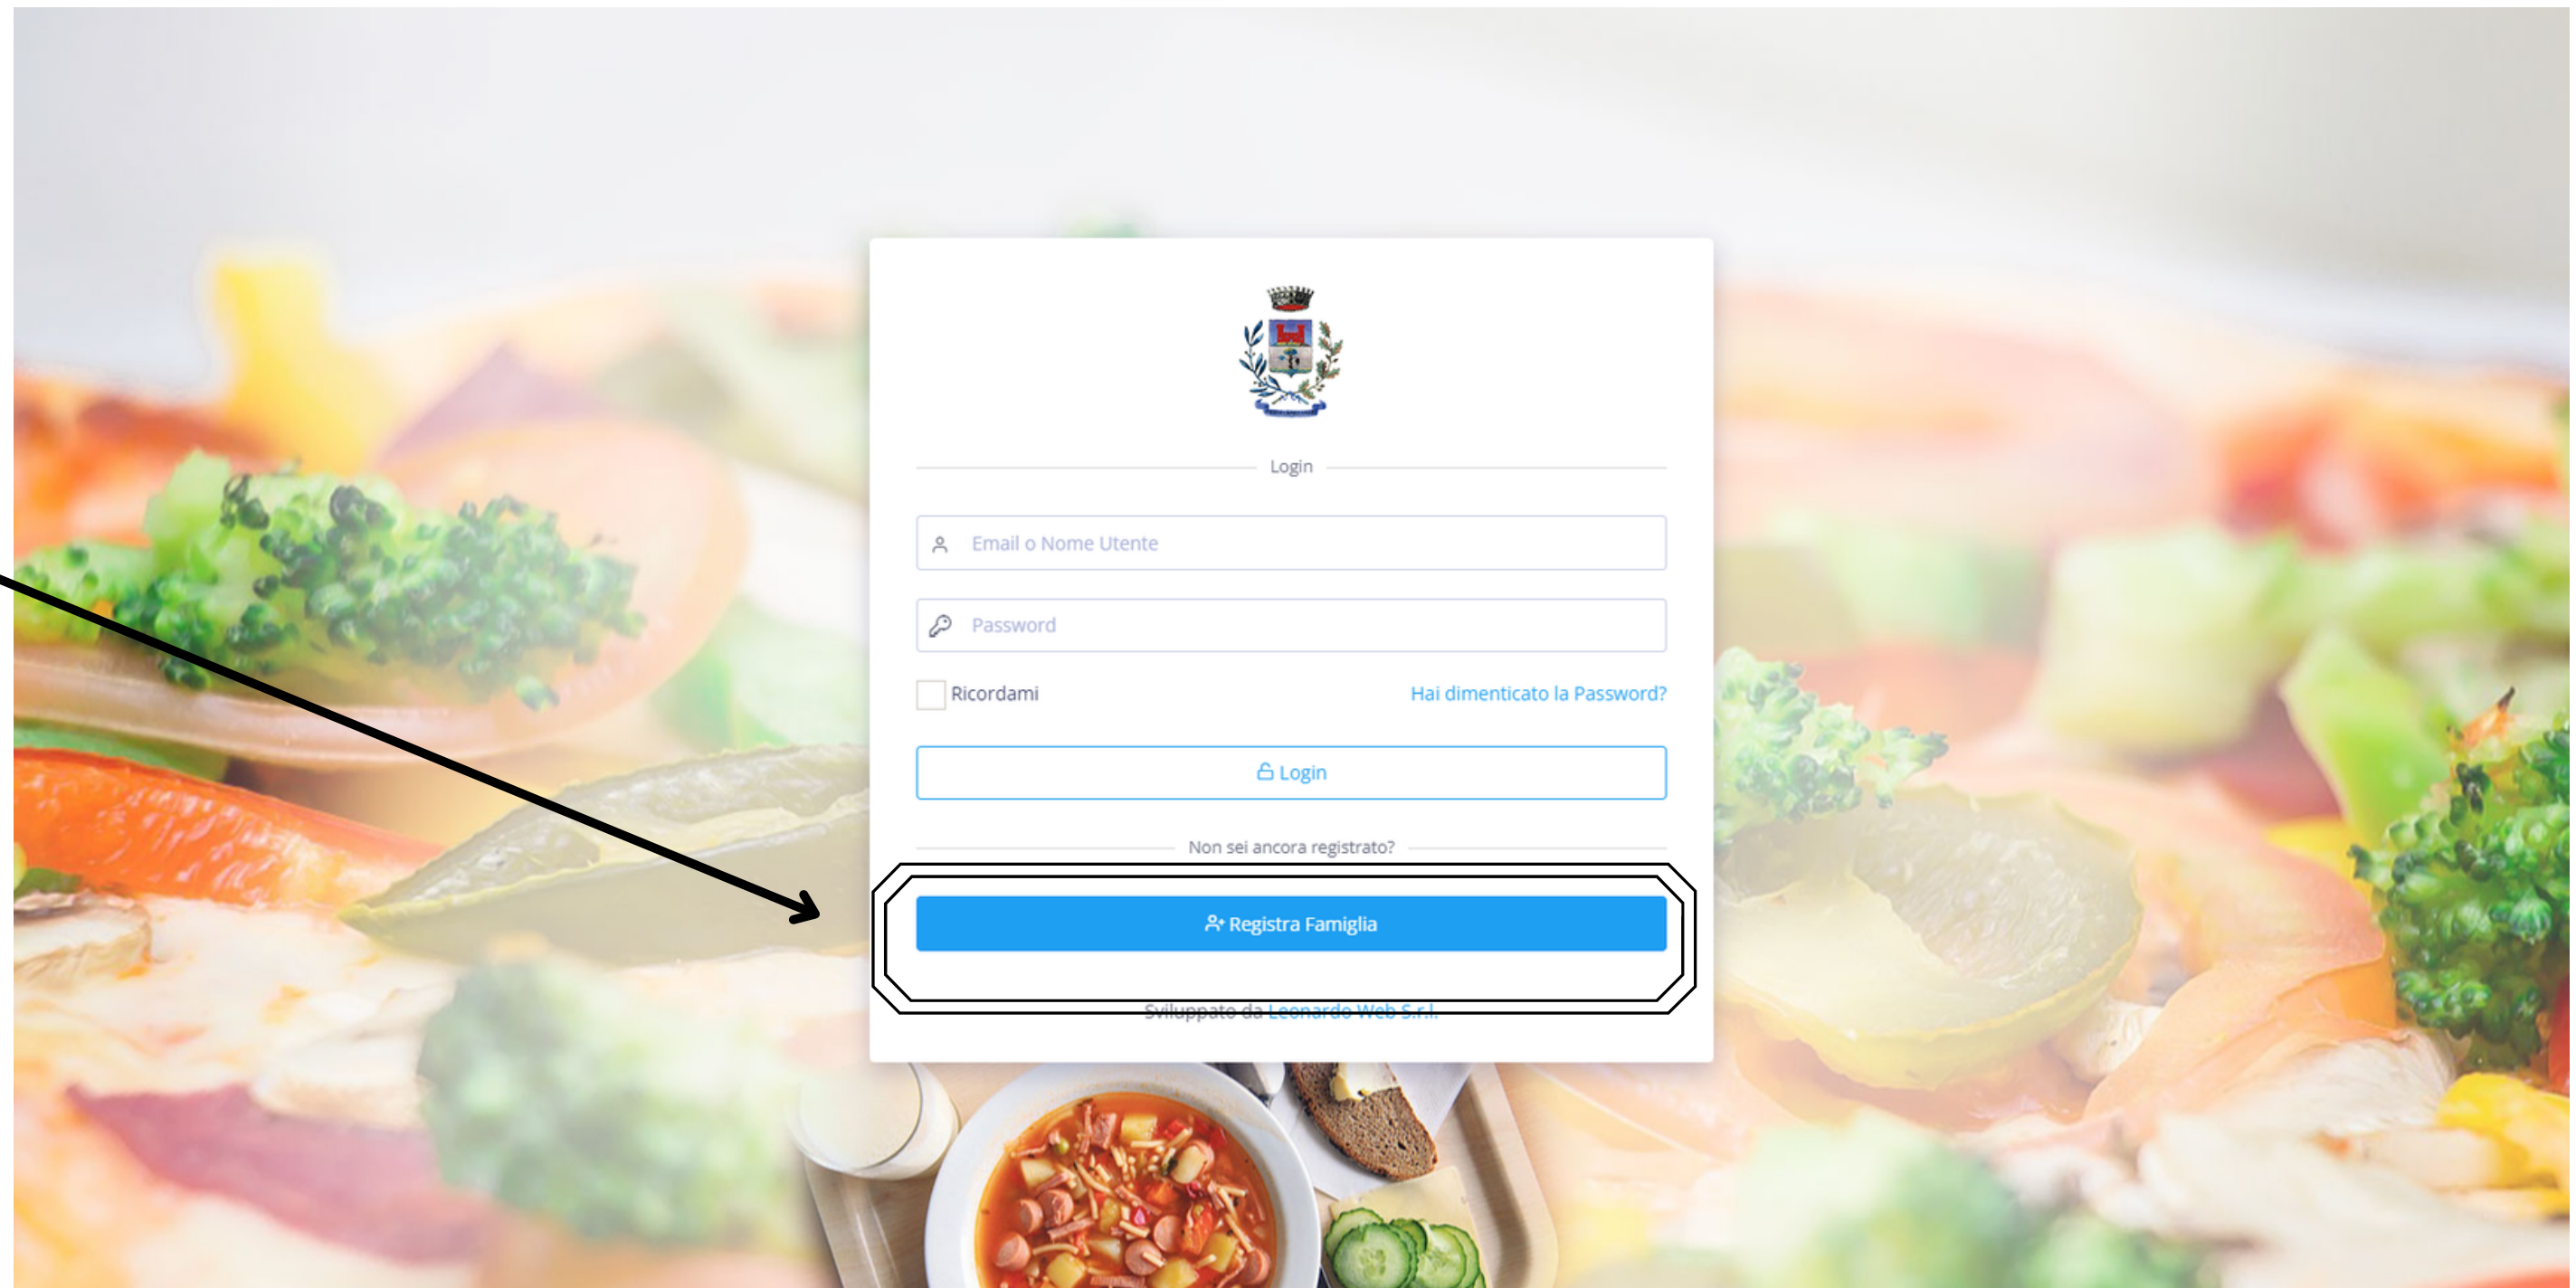 Login
Email o Nome Utente
Password
Ricordami
Hai dimenticato la Password?
Login
Non sei ancora registrato?
Registra Famiglia
Sviluppato da Leonardo Web S.r.l.